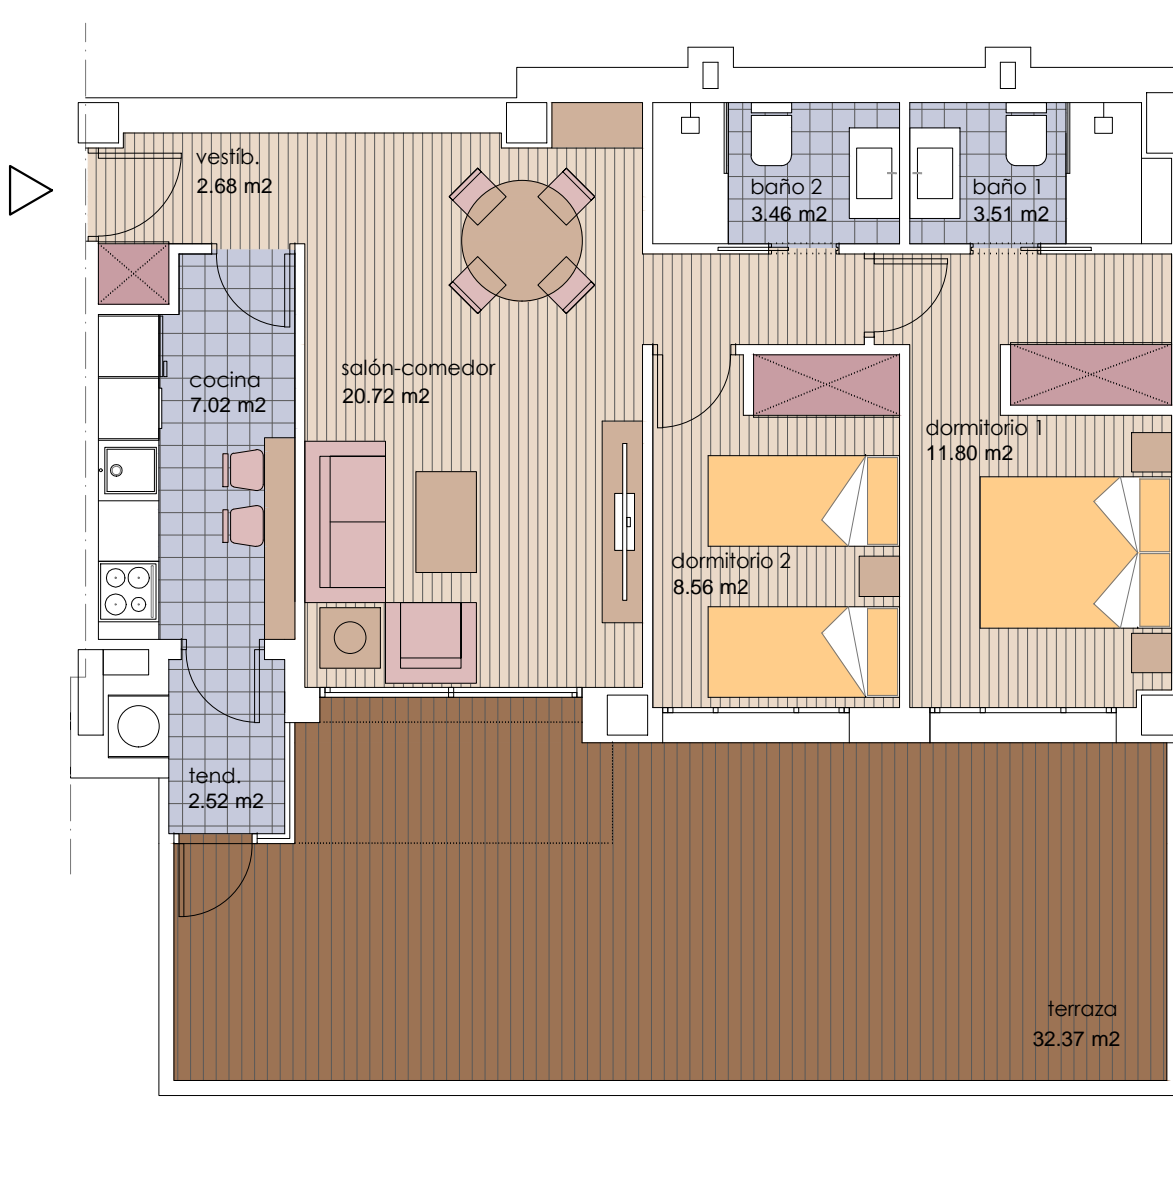 vestíb.
2.68 m2
baño 2
3.46 m2
baño 1
3.51 m2
cocina
7.02 m2
salón-comedor
20.72 m2
dormitorio 1
11.80 m2
dormitorio 2
8.56 m2
tend.
2.52 m2
terraza
32.37 m2